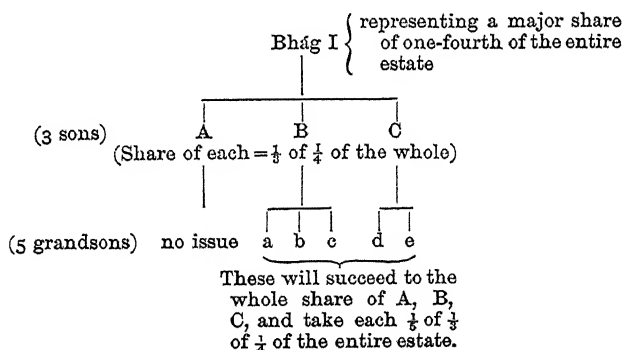 Bhág I { representing a major share
of one-fourth of the entire
estate
(3 sons) A B C
(Share of each = ⅓ of ¼ of the whole)
(5 grandsons) no issue a b c d e
These will succeed to the
whole share of A, B,
C, and take each ⅕ of ⅓
of ¼ of the entire estate.